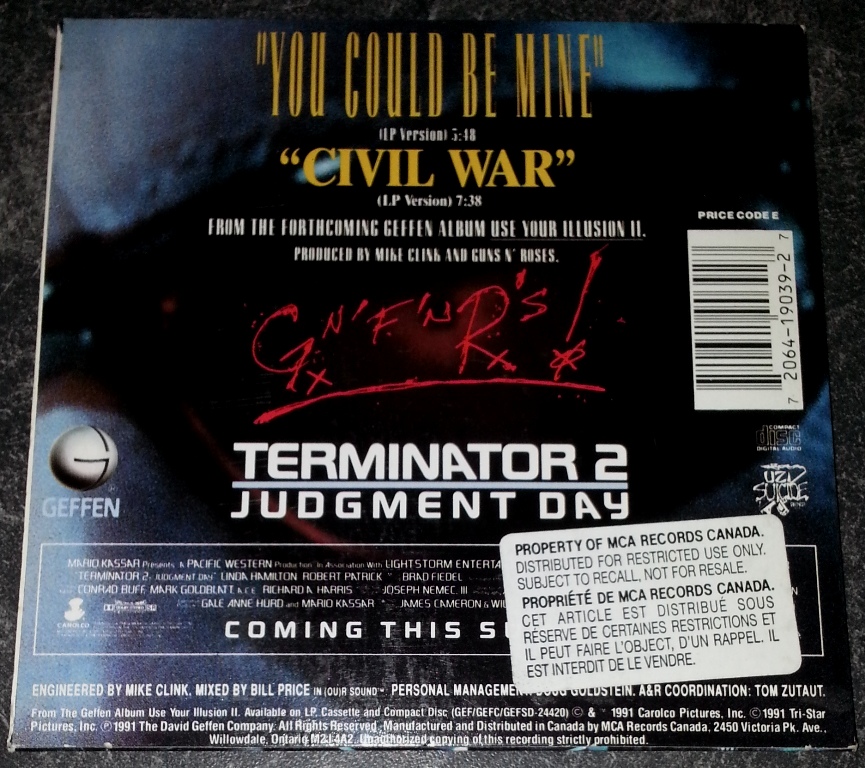 "YOU COULD BE MINE"
(LP Version) 5:48
“CIVIL WAR”
(LP Version) 7:38
FROM THE FORTHCOMING GEFFEN ALBUM USE YOUR ILLUSION II.
PRODUCED BY MIKE CLINK AND GUNS N' ROSES.
PRICE CODE E
7 2064-19039-2 7
G N' F 'N R'S!
TERMINATOR 2
JUDGMENT DAY
GEFFEN
COMPACT
disc
DIGITAL AUDIO
UZI
SUICIDE
MARIO KASSAR Presents A PACIFIC WESTERN Production In Association With LIGHTSTORM ENTERTA
"TERMINATOR 2: JUDGMENT DAY" LINDA HAMILTON ROBERT PATRICK BRAD FIEDEL
CONRAD BUFF, MARK GOLDBLATT, A.C.E. RICHARD A. HARRIS JOSEPH NEMEC, III
GALE ANNE HURD and MARIO KASSAR JAMES CAMERON & WIL
CAROLCO
COMING THIS SU
PROPERTY OF MCA RECORDS CANADA.
DISTRIBUTED FOR RESTRICTED USE ONLY.
SUBJECT TO RECALL, NOT FOR RESALE.
PROPRIÉTÉ DE MCA RECORDS CANADA.
CET ARTICLE EST DISTRIBUÉ SOUS
RÉSERVE DE CERTAINES RESTRICTIONS ET
IL PEUT FAIRE L'OBJECT, D'UN RAPPEL. IL
EST INTERDIT DE LE VENDRE.
ENGINEERED BY MIKE CLINK. MIXED BY BILL PRICE IN (QU)R SOUND™ PERSONAL MANAGEMENT DOUG GOLDSTEIN. A&R COORDINATION: TOM ZUTAUT.
From The Geffen Album Use Your Illusion II. Available on LP, Cassette and Compact Disc (GEF/GEFC/GEFSD-24420) © & ™ 1991 Carolco Pictures, Inc. ©1991 Tri-Star
Pictures, Inc. ℗1991 The David Geffen Company. All Rights Reserved. Manufactured and Distributed in Canada by MCA Records Canada, 2450 Victoria Pk. Ave.,
Willowdale, Ontario M2J 4A2. Unauthorized copying of this recording strictly prohibited.